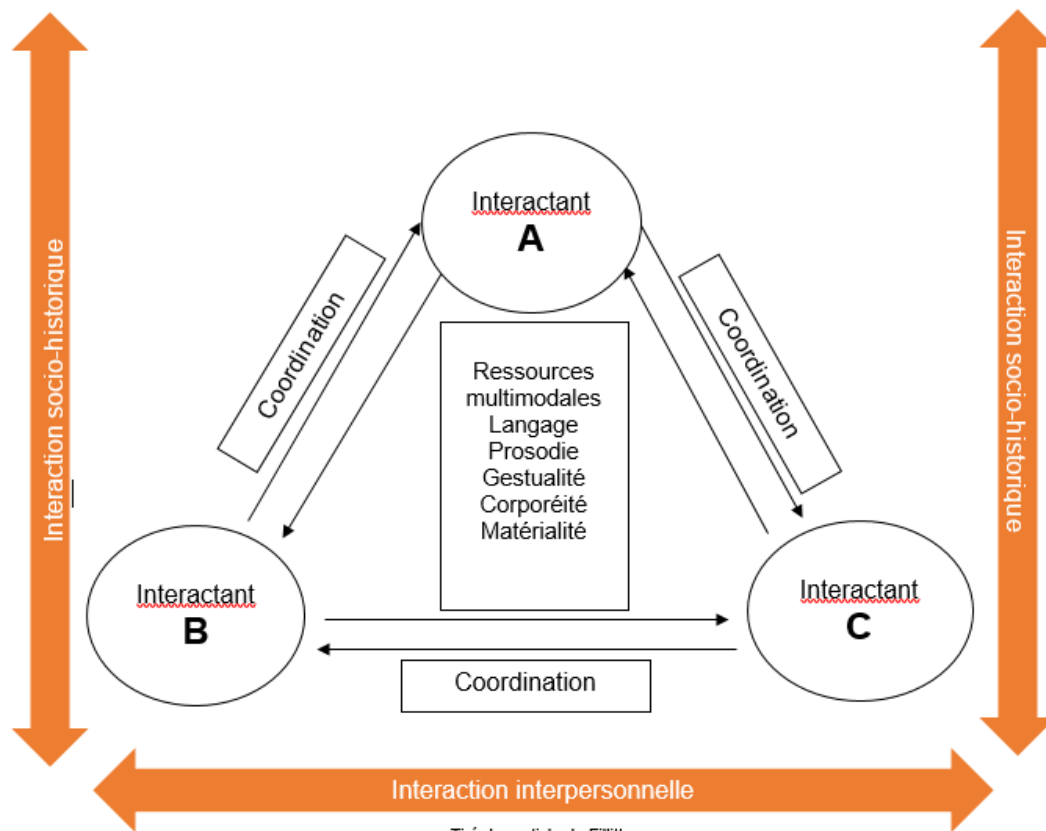 Interaction socio-historique
Interaction socio-historique
Interactant
A
Coordination
Coordination
Ressources
multimodales
Langage
Prosodie
Gestualité
Corporéité
Matérialité
Interactant
B
Interactant
C
Coordination
Interaction interpersonnelle